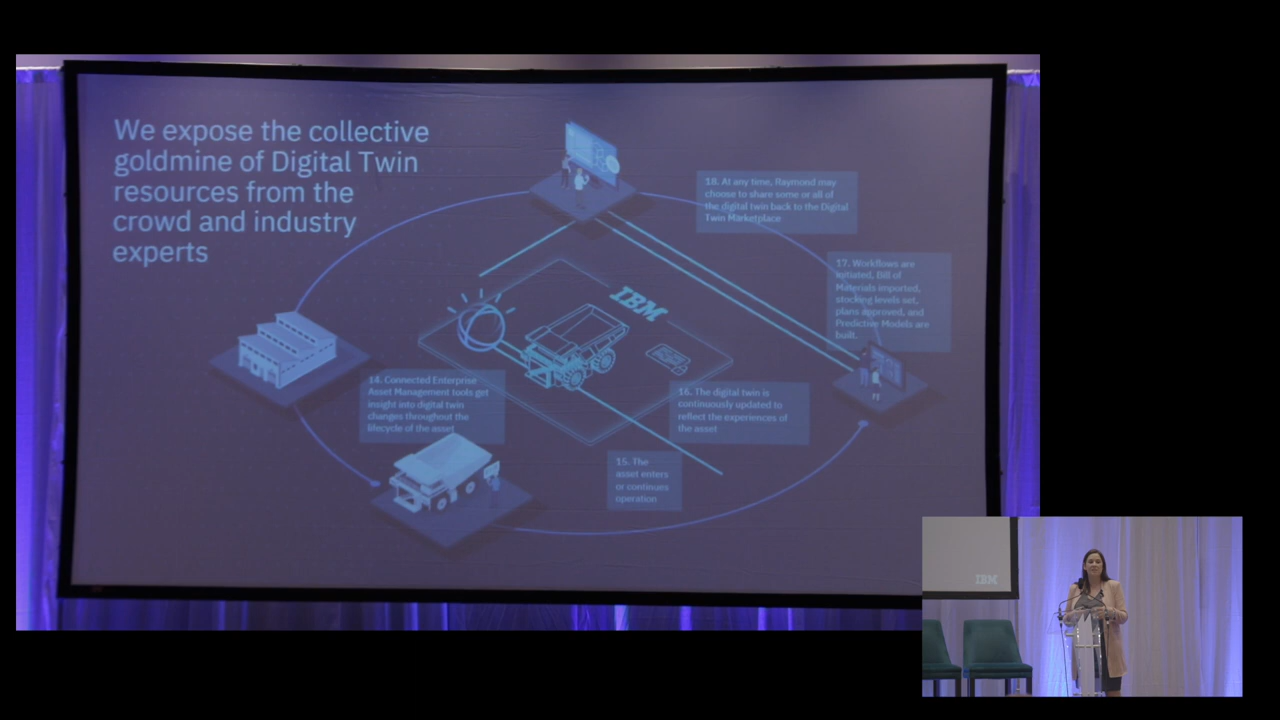 We expose the collective
goldmine of Digital Twin
resources from the
crowd and industry
experts
18. At any time, Raymond may
choose to share some or all of
the digital twin back to the Digital
Twin Marketplace
17. Workflows are
initiated, Bill of
Materials imported,
stocking levels set,
plans approved, and
Predictive Models are
built.
IBM
14. Connected Enterprise
Asset Management tools get
insight into digital twin
changes throughout the
lifecycle of the asset
16. The digital twin is
continuously updated to
reflect the experiences of
the asset
15. The
asset enters
or continues
operation
IBM